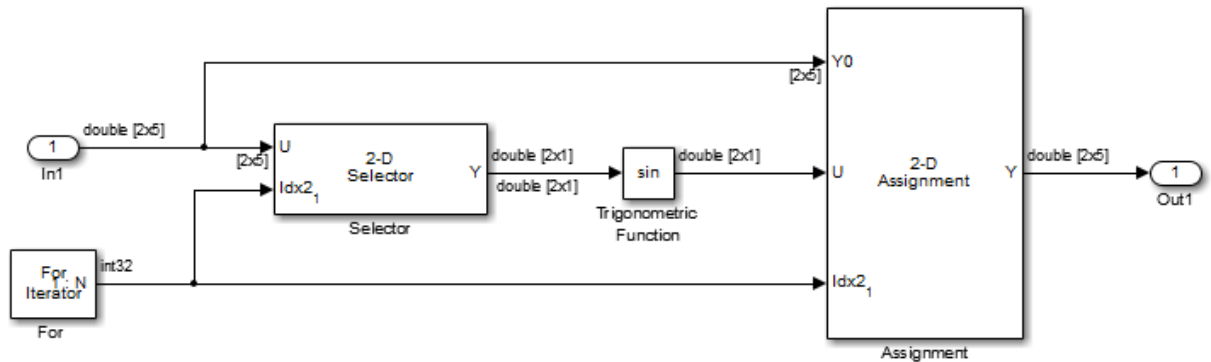 Y0
[2x5]
double [2x5]
1
In1
U
[2x5]
2-D
Selector
Y
Idx2 1
Selector
double [2x1]
double [2x1]
sin
Trigonometric
Function
double [2x1]
U
2-D
Assignment
Y
double [2x5]
1
Out1
For
Iterator
1 : N
int32
For
Idx2 1
Assignment